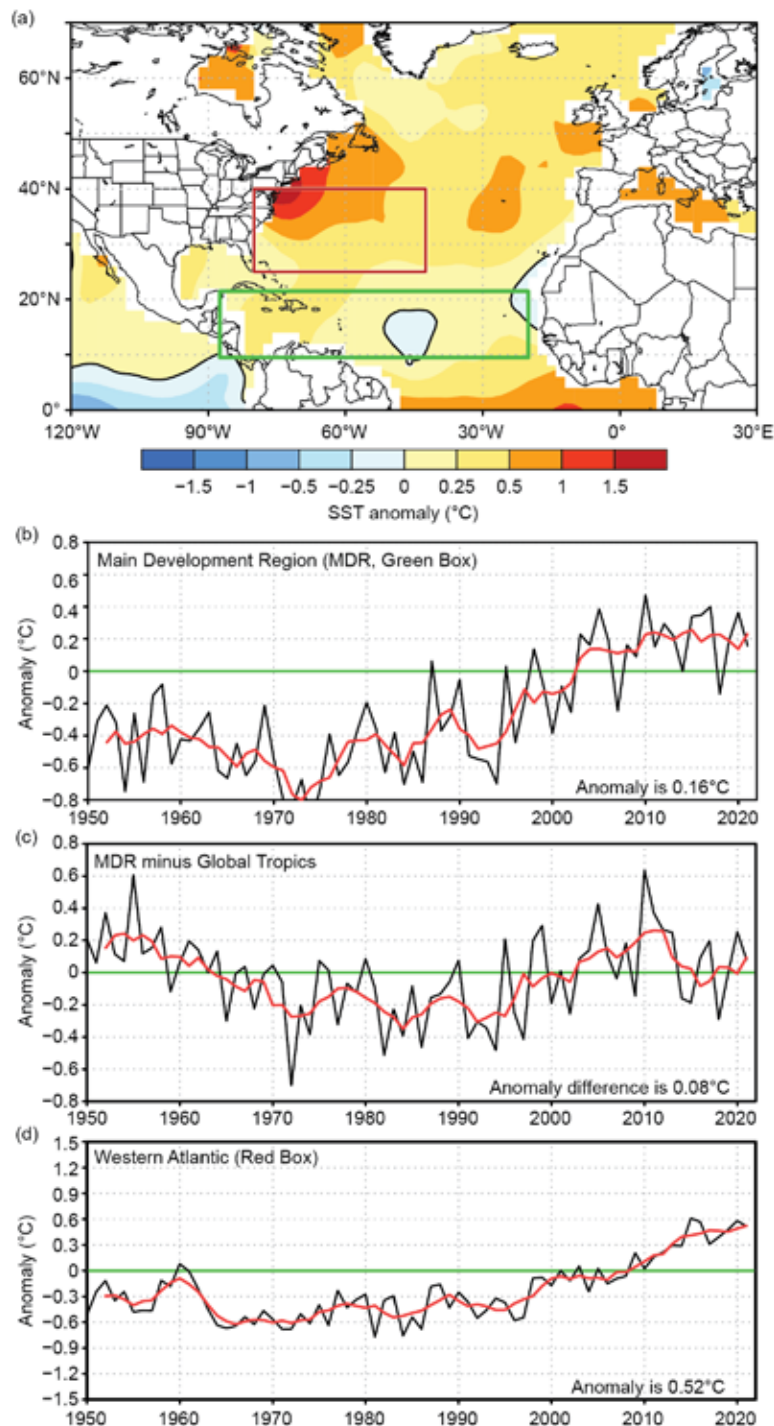 (a)
60°N
40°N
20°N
0°
120°W 90°W 60°W 30°W 0° 30°E
−1.5 −1 −0.5 −0.25 0 0.25 0.5 1 1.5
SST anomaly (°C)
(b)
Main Development Region (MDR, Green Box)
Anomaly (°C)
0.8
0.6
0.4
0.2
0
−0.2
−0.4
−0.6
−0.8
Anomaly is 0.16°C
1950 1960 1970 1980 1990 2000 2010 2020
(c)
MDR minus Global Tropics
Anomaly (°C)
0.8
0.6
0.4
0.2
0
−0.2
−0.4
−0.6
−0.8
Anomaly difference is 0.08°C
1950 1960 1970 1980 1990 2000 2010 2020
(d)
Western Atlantic (Red Box)
Anomaly (°C)
1.5
1.2
0.9
0.6
0.3
0
−0.3
−0.6
−0.9
−1.2
−1.5
Anomaly is 0.52°C
1950 1960 1970 1980 1990 2000 2010 2020